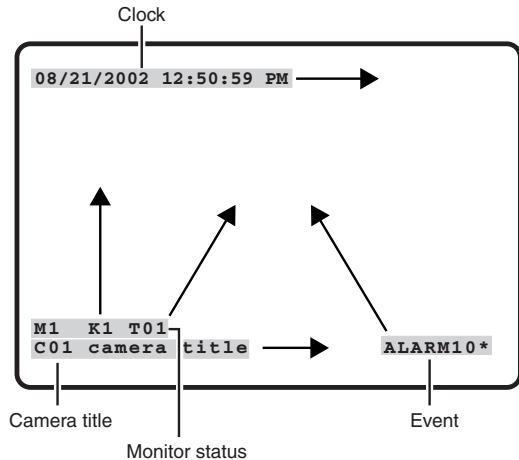 Clock
08/21/2002 12:50:59 PM
M1 K1 T01
C01 camera title
ALARM10*
Camera title
Event
Monitor status